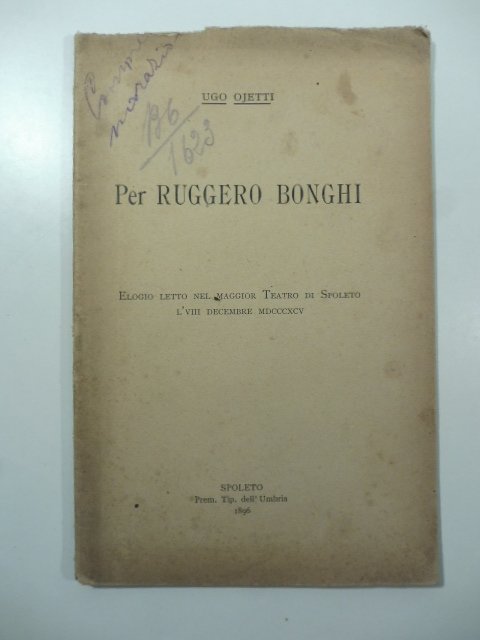 136
1623
UGO OJETTI
Per RUGGERO BONGHI
ELOGIO LETTO NEL MAGGIOR TEATRO DI SPOLETO
L'VIII DECEMBRE MDCCCXCV
SPOLETO
Prem. Tip. dell' Umbria
1896